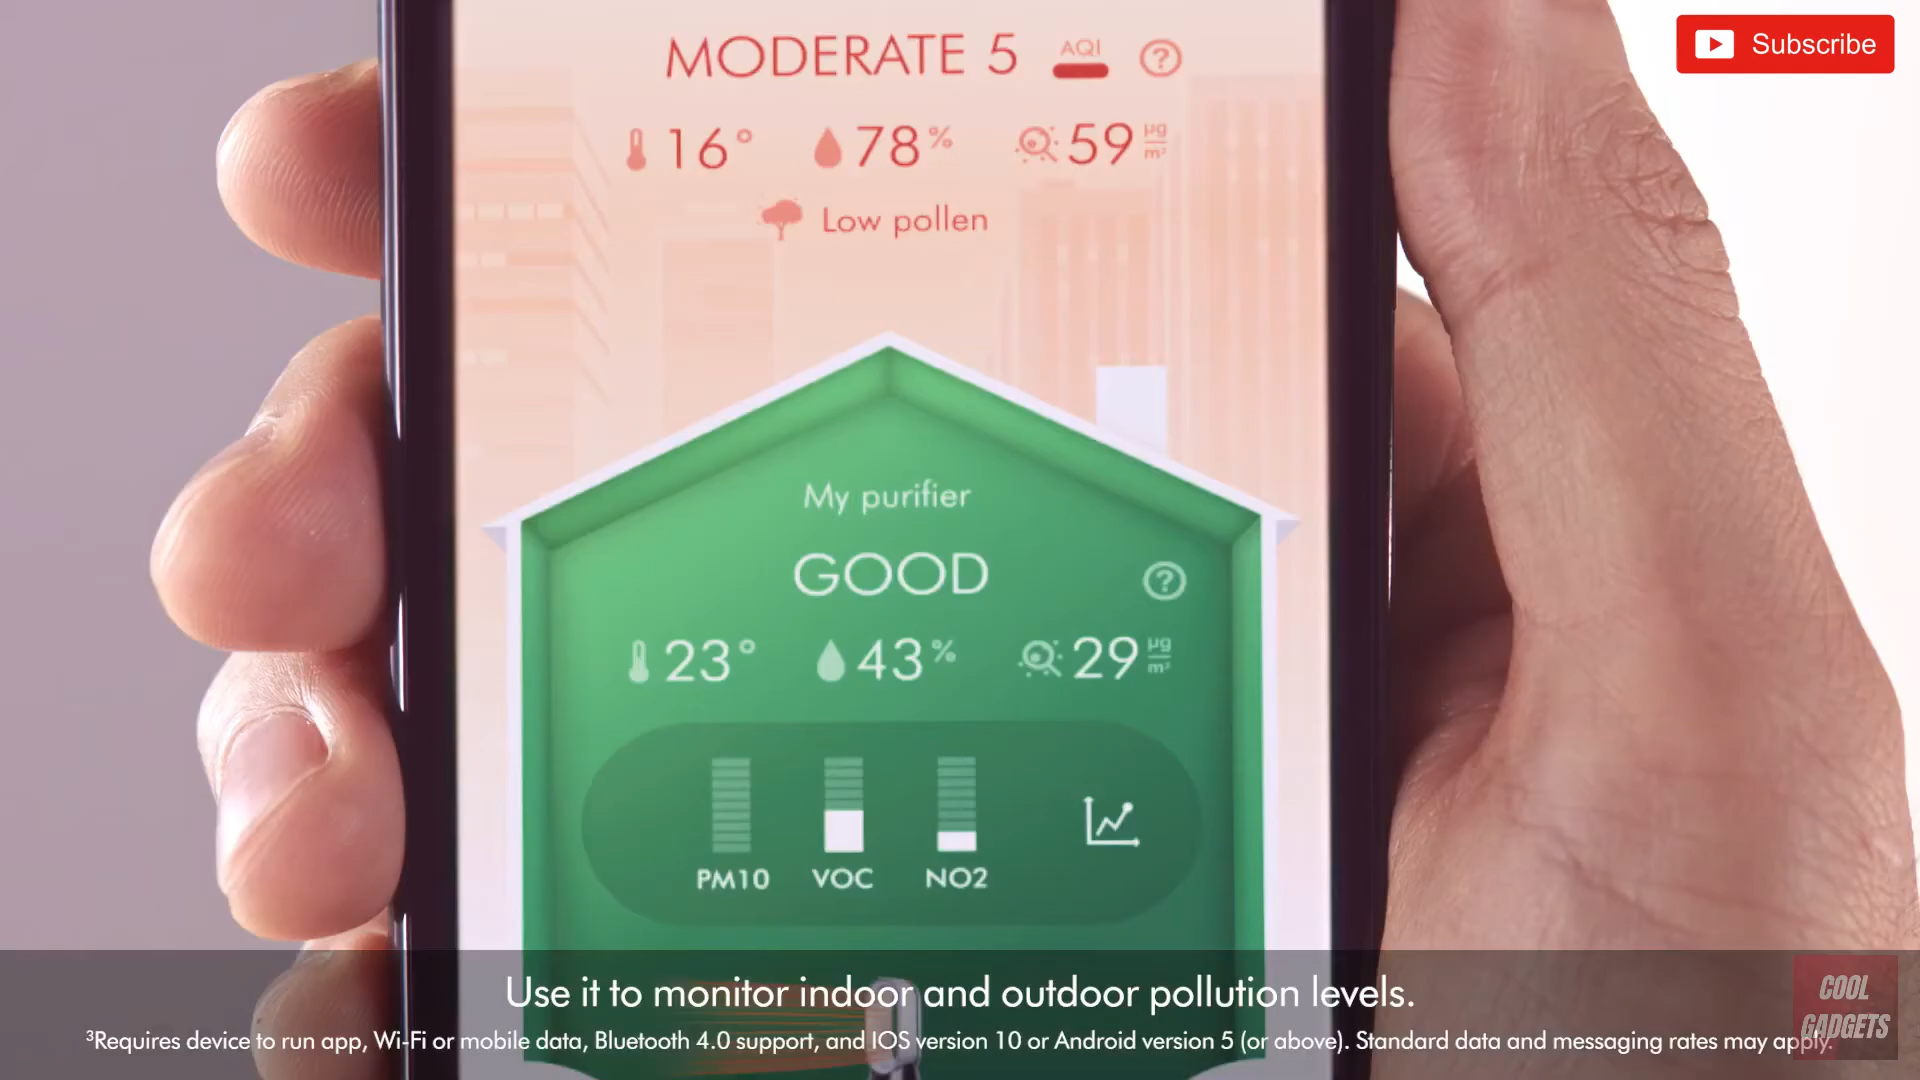 Subscribe
MODERATE 5 AQI ?
16° 78% 59 µg/m³
Low pollen
My purifier
GOOD ?
23° 43% 29 µg/m³
PM10 VOC NO2
Use it to monitor indoor and outdoor pollution levels.
³Requires device to run app, Wi-Fi or mobile data, Bluetooth 4.0 support, and IOS version 10 or Android version 5 (or above). Standard data and messaging rates may apply.
COOL
GADGETS